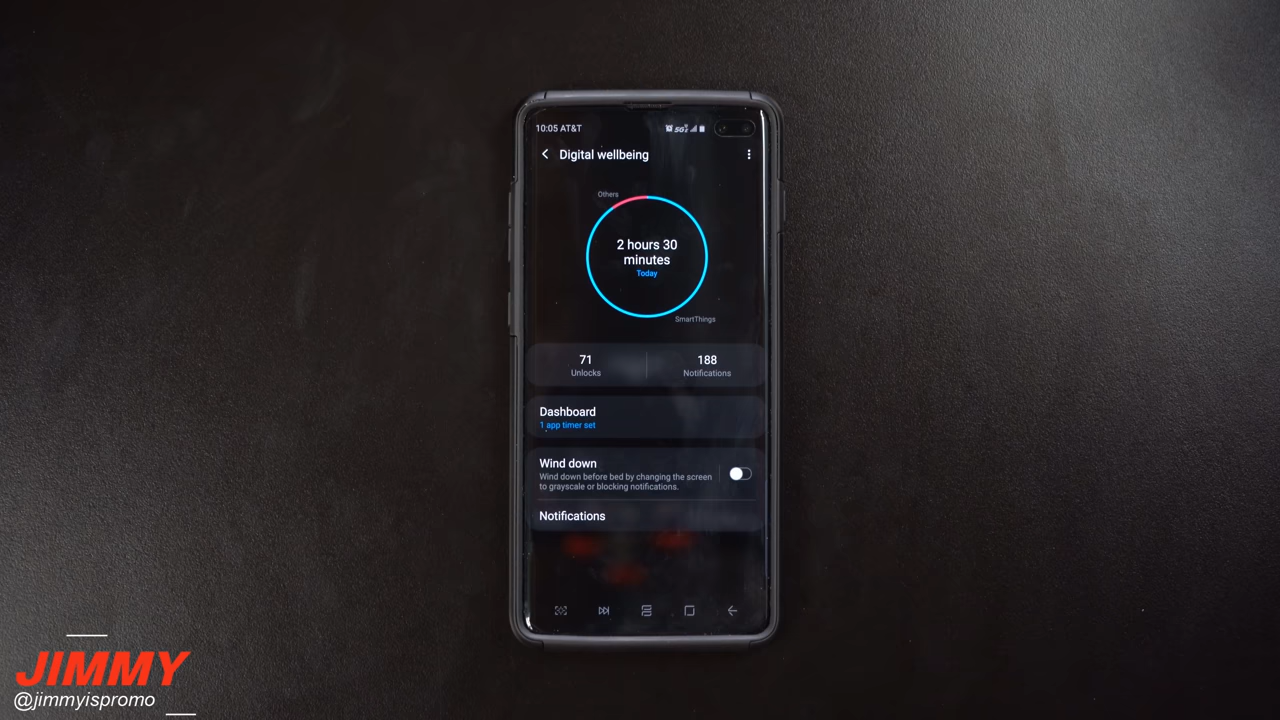 10:05 AT&T
Digital wellbeing
Others
2 hours 30
minutes
Today
SmartThings
71
Unlocks
188
Notifications
Dashboard
1 app timer set
Wind down
Wind down before bed by changing the screen
to grayscale or blocking notifications.
Notifications
JIMMY
@jimmyispromo